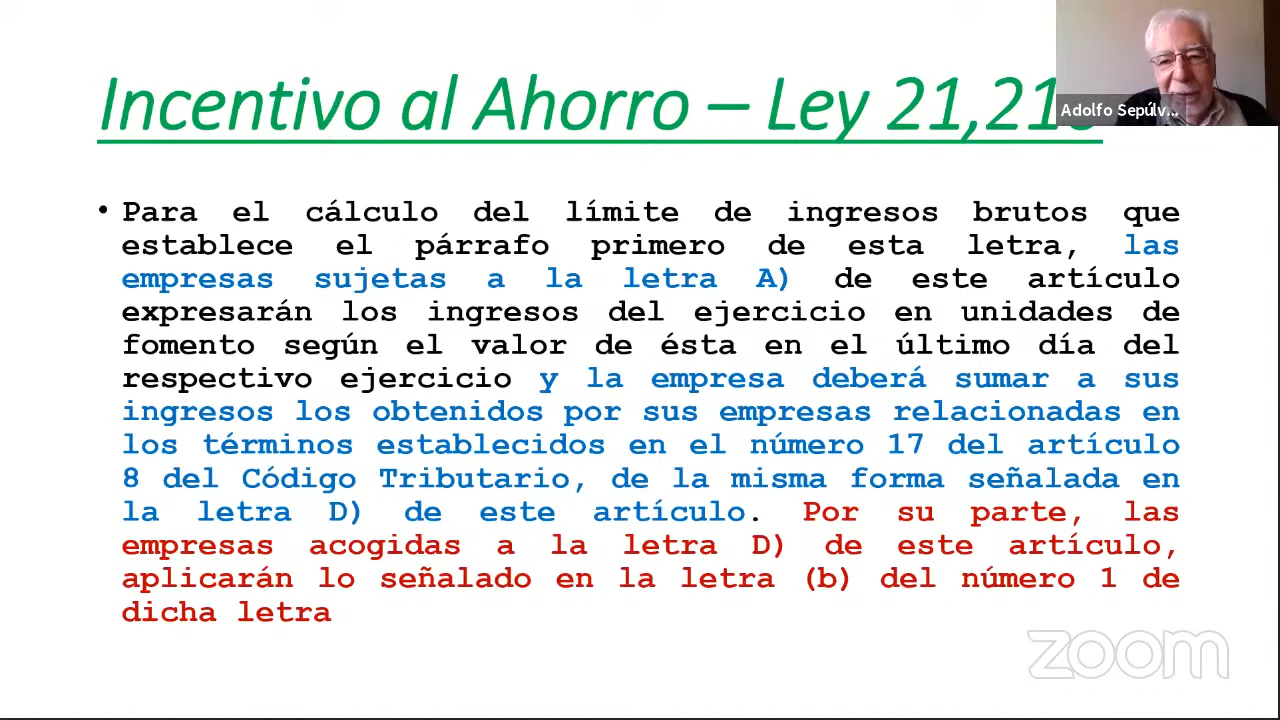 Incentivo al Ahorro – Ley 21,21
Adolfo Sepúlv...
• Para el cálculo del límite de ingresos brutos que
establece el párrafo primero de esta letra, las
empresas sujetas a la letra A) de este artículo
expresarán los ingresos del ejercicio en unidades de
fomento según el valor de ésta en el último día del
respectivo ejercicio y la empresa deberá sumar a sus
ingresos los obtenidos por sus empresas relacionadas en
los términos establecidos en el número 17 del artículo
8 del Código Tributario, de la misma forma señalada en
la letra D) de este artículo. Por su parte, las
empresas acogidas a la letra D) de este artículo,
aplicarán lo señalado en la letra (b) del número 1 de
dicha letra
zoom